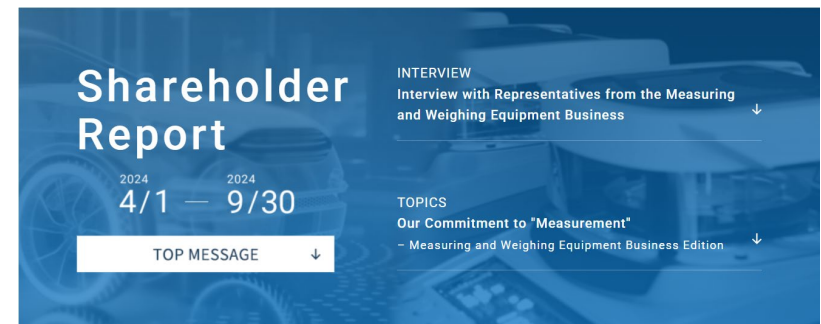 Shareholder
Report
2024 2024
4/1 — 9/30
TOP MESSAGE ↓
INTERVIEW
Interview with Representatives from the Measuring
and Weighing Equipment Business ↓
TOPICS
Our Commitment to "Measurement"
– Measuring and Weighing Equipment Business Edition ↓